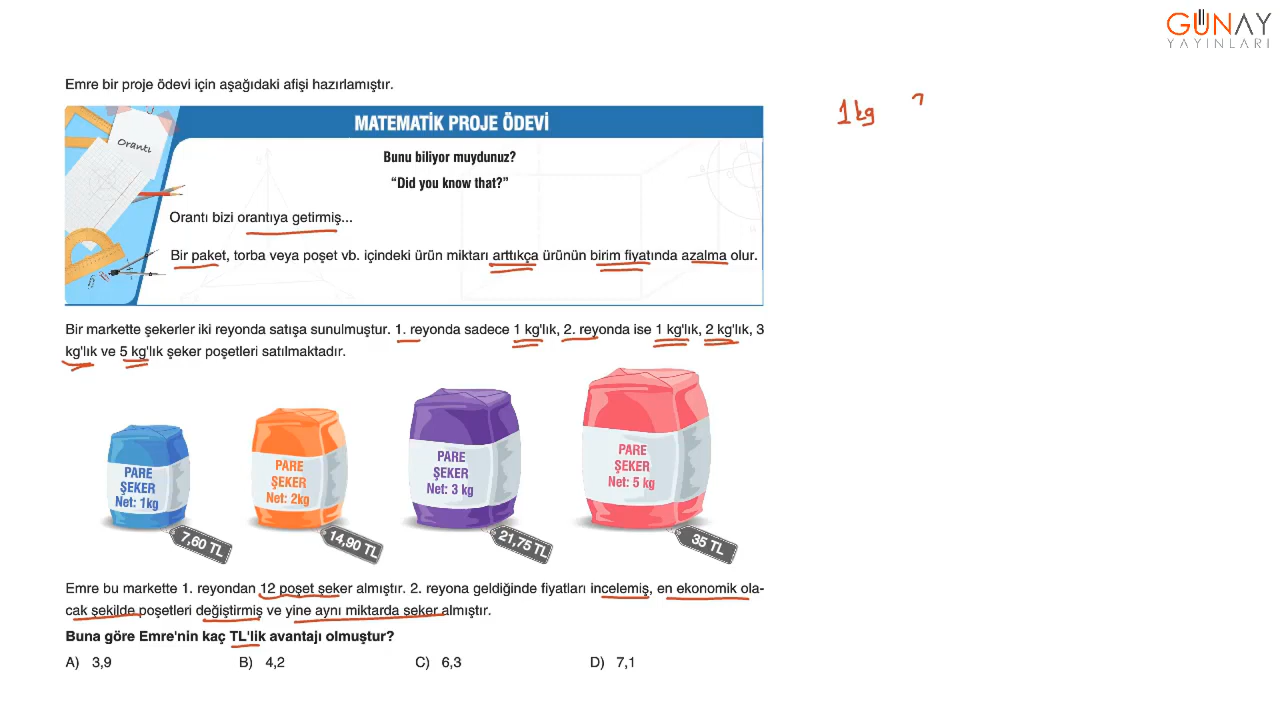 GÜNAY
YAYINLARI
Emre bir proje ödevi için aşağıdaki afişi hazırlamıştır.
1kg
Orantı
MATEMATİK PROJE ÖDEVİ
Bunu biliyor muydunuz?
“Did you know that?”
Orantı bizi orantıya getirmiş...
Bir paket, torba veya poşet vb. içindeki ürün miktarı arttıkça ürünün birim fiyatında azalma olur.
Bir markette şekerler iki reyonda satışa sunulmuştur. 1. reyonda sadece 1 kg'lık, 2. reyonda ise 1 kg'lık, 2 kg'lık, 3
kg'lık ve 5 kg'lık şeker poşetleri satılmaktadır.
PARE
ŞEKER
Net: 1kg
7,60 TL
PARE
ŞEKER
Net: 2kg
14,90 TL
PARE
ŞEKER
Net: 3 kg
21,75 TL
PARE
ŞEKER
Net: 5 kg
35 TL
Emre bu markette 1. reyondan 12 poşet şeker almıştır. 2. reyona geldiğinde fiyatları incelemiş, en ekonomik ola-
cak şekilde poşetleri değiştirmiş ve yine aynı miktarda seker almıştır.
Buna göre Emre'nin kaç TL'lik avantajı olmuştur?
A) 3,9 B) 4,2 C) 6,3 D) 7,1